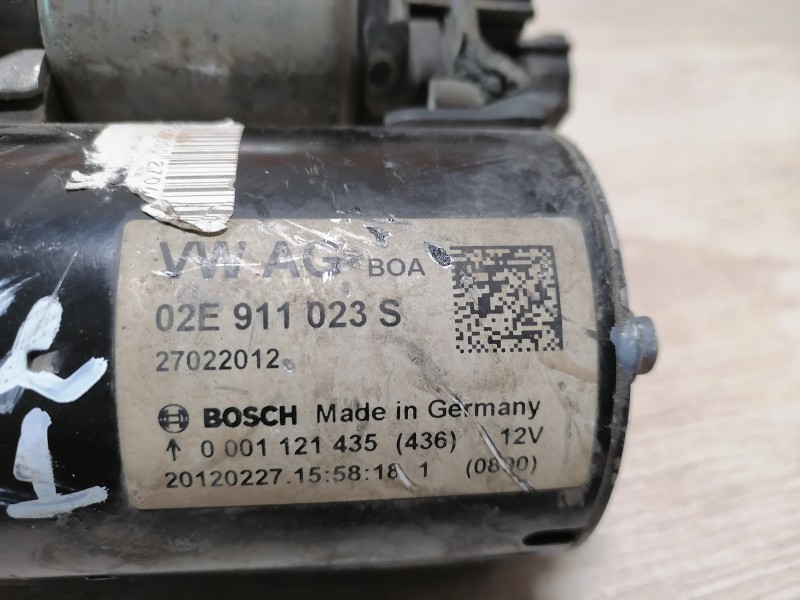 VW AG BOA
02E 911 023 S
27022012
BOSCH Made in Germany
0 001 121 435 (436) 12V
20120227.15:58:18 1